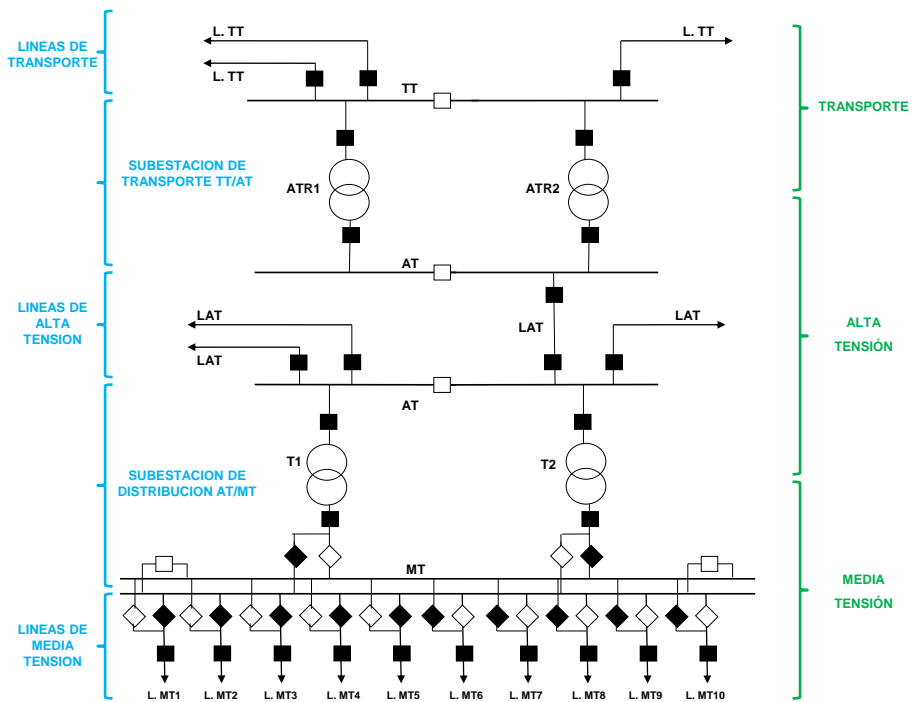 L. TT
L. TT
LINEAS DE
TRANSPORTE
L. TT
TT
TRANSPORTE
SUBESTACION DE
TRANSPORTE TT/AT
ATR1
ATR2
AT
LINEAS DE
ALTA
TENSION
LAT
LAT
LAT
LAT
ALTA
TENSIÓN
AT
T1
T2
SUBESTACION DE
DISTRIBUCION AT/MT
MT
MEDIA
TENSIÓN
LINEAS DE
MEDIA
TENSION
L. MT1 L. MT2 L. MT3 L. MT4 L. MT5 L. MT6 L. MT7 L. MT8 L. MT9 L. MT10